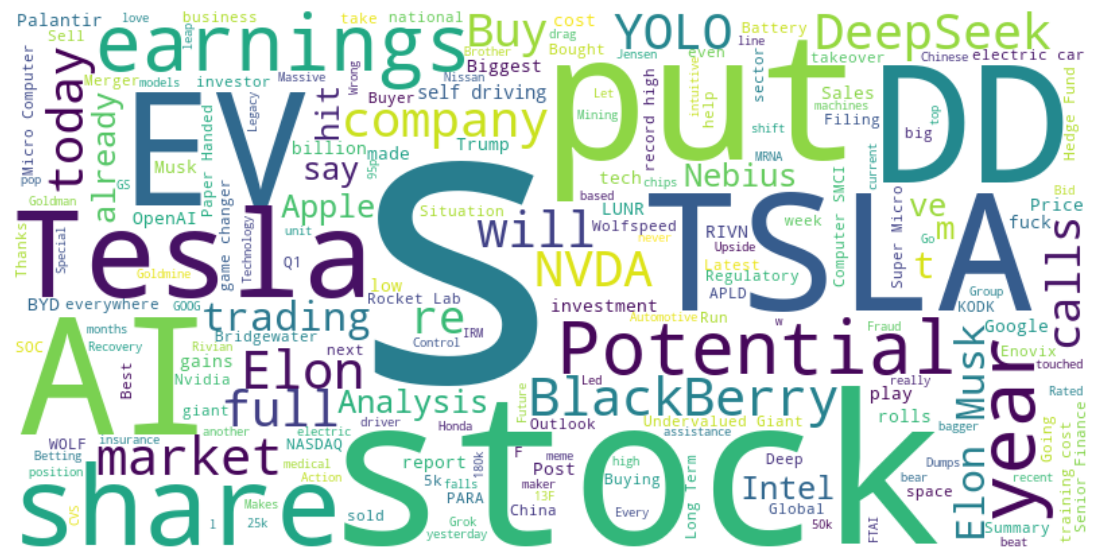 Palantir
love
business
take
national
Sell
leap
earnings
Buy
cost
drag
YOLO
line
DeepSeek
Chinese
electric car
Micro Computer
today
Merger
models
investor
Massive
Brother
Wrong
Biggest
Bought
Nissan
Jensen
even
takeover
sector
already
EV
Legacy
hit
Buyer
self driving
company
put
Let
Mining
intuitive
help
record high
shift
machines
Sales
Filing
top
big
DD
Hedge Fund
pop
GS
Musk
Paper Handed
billion
made
Trump
say
95p
tech
chips
MRNA
Nebius
based
current
Goldman
OpenAI
Apple
S
Situation
will
LUNR
Wolfspeed
RIVN
week
TSLA
Computer SMCI
Super Micro
ve
m
Go
t
Bid
Price
fuck
calls
Thanks
Special
Tesla
game changer
Technology
unit
Q1
Goldmine
low
NVDA
never
Upside
Latest
Regulatory
APLD
BYD
everywhere
GOOG
Rocket Lab
investment
Automotive
Run
w
Group
KODK
AI
trading
Bridgewater
re
Control
IRM
Potential
Fraud
Google
Enovix
touched
SOC
months
Recovery
Rivian
Best
gains
Nvidia
Elon
next
Led
really
play
Elon Musk
year
Rated
giant
another
full
Analysis
driver
Honda
Future
BlackBerry
Outlook
Undervalued Giant
assistance
rolls
bagger
Going
WOLF
Betting
position
insurance
market
electric
NASDAQ
medical
Action
report
5k
falls
180k
F
meme
Post
maker
China
13F
high
Buying
Long Term
Deep
Intel
Global
bear
space
Dumps
recent
training cost
Senior Finance
CVS
share
Makes
25k
1
sold
PARA
Grok
yesterday
stock
Every
50k
FTAI
Summary
beat